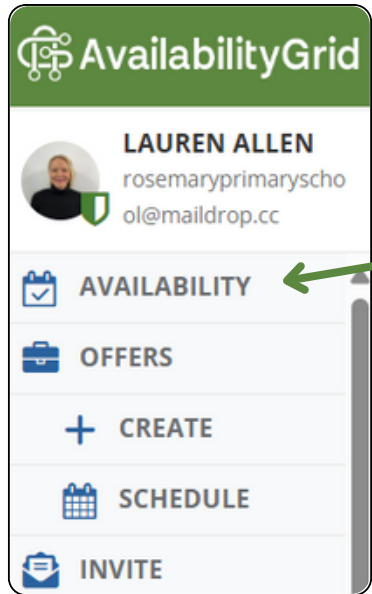 AvailabilityGrid
LAUREN ALLEN
rosemaryprimaryscho
ol@maildrop.cc
AVAILABILITY
OFFERS
CREATE
SCHEDULE
INVITE